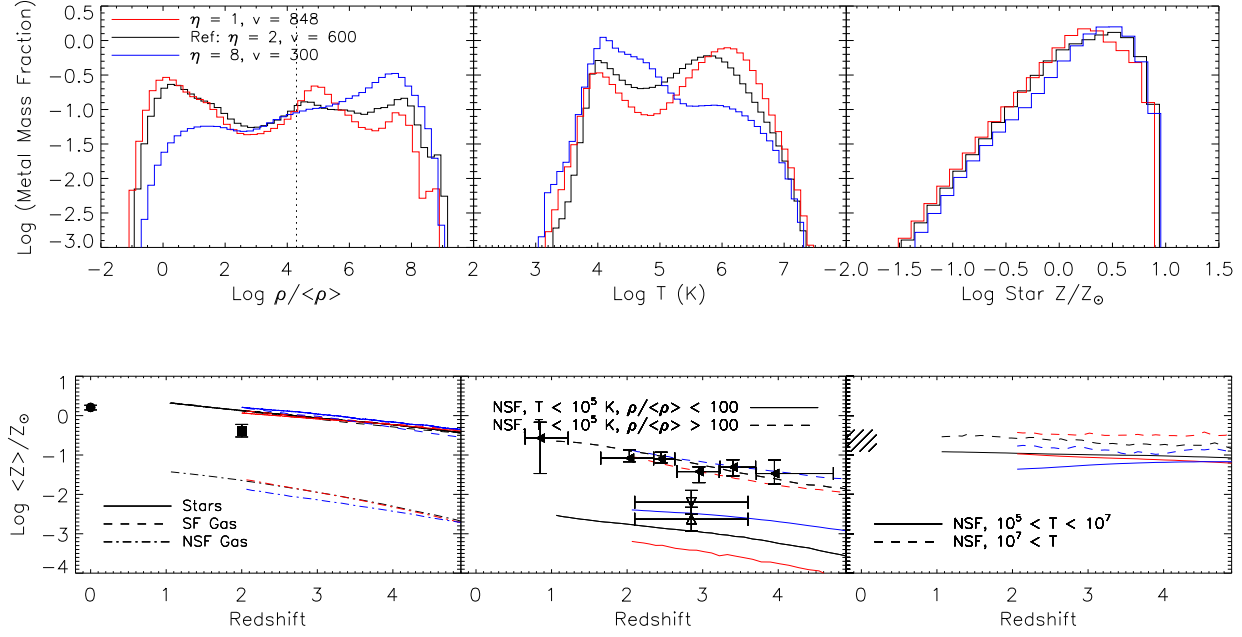 η = 1, v = 848
Ref: η = 2, v = 600
η = 8, v = 300
Log (Metal Mass Fraction)
0.5
0.0
-0.5
-1.0
-1.5
-2.0
-2.5
-3.0
-2 0 2 4 6 8
Log ρ/<ρ>
2 3 4 5 6 7
Log T (K)
-2.0 -1.5 -1.0 -0.5 0.0 0.5 1.0 1.5
Log Star Z/Z⊙
Log <Z>/Z⊙
1
0
-1
-2
-3
-4
Stars
SF Gas
NSF Gas
0 1 2 3 4
Redshift
NSF, T < 10⁵ K, ρ/<ρ> < 100
NSF, T < 10⁵ K, ρ/<ρ> > 100
0 1 2 3 4
Redshift
NSF, 10⁵ < T < 10⁷
NSF, 10⁷ < T
0 1 2 3 4
Redshift